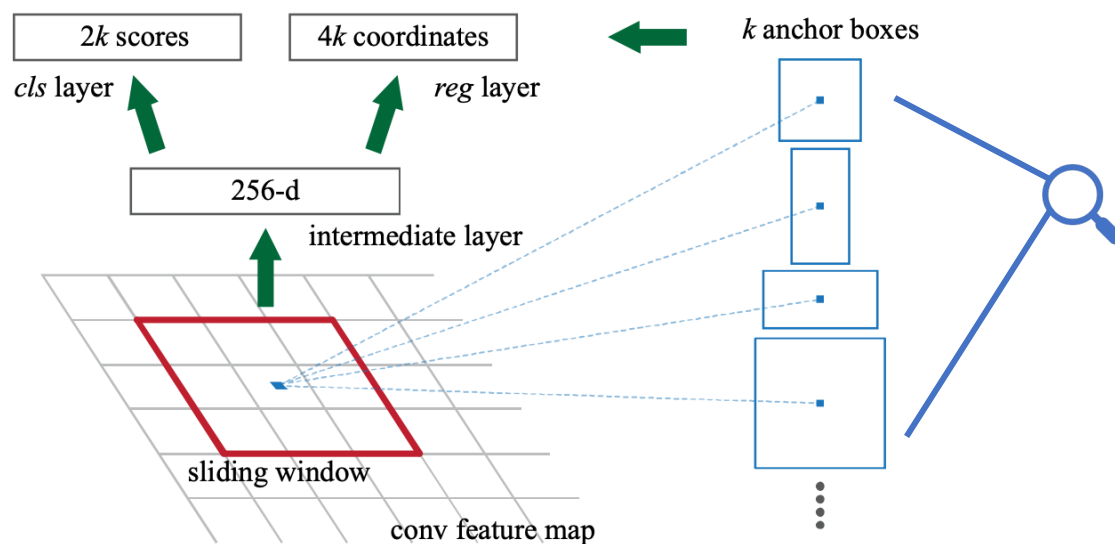 2k scores
4k coordinates
k anchor boxes
cls layer
reg layer
256-d
intermediate layer
sliding window
conv feature map